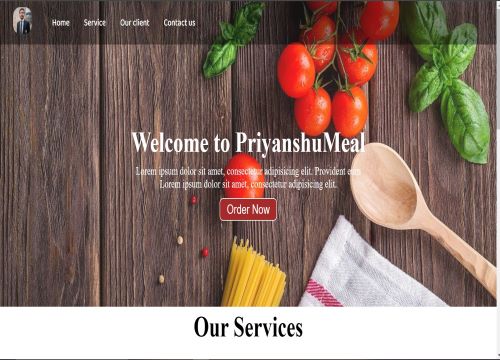 Home Service Our client Contact us
Welcome to PriyanshuMeal
Lorem ipsum dolor sit amet, consectetur adipisicing elit. Provident eum
Lorem ipsum dolor sit amet, consectetur adipisicing elit.
Order Now
Our Services